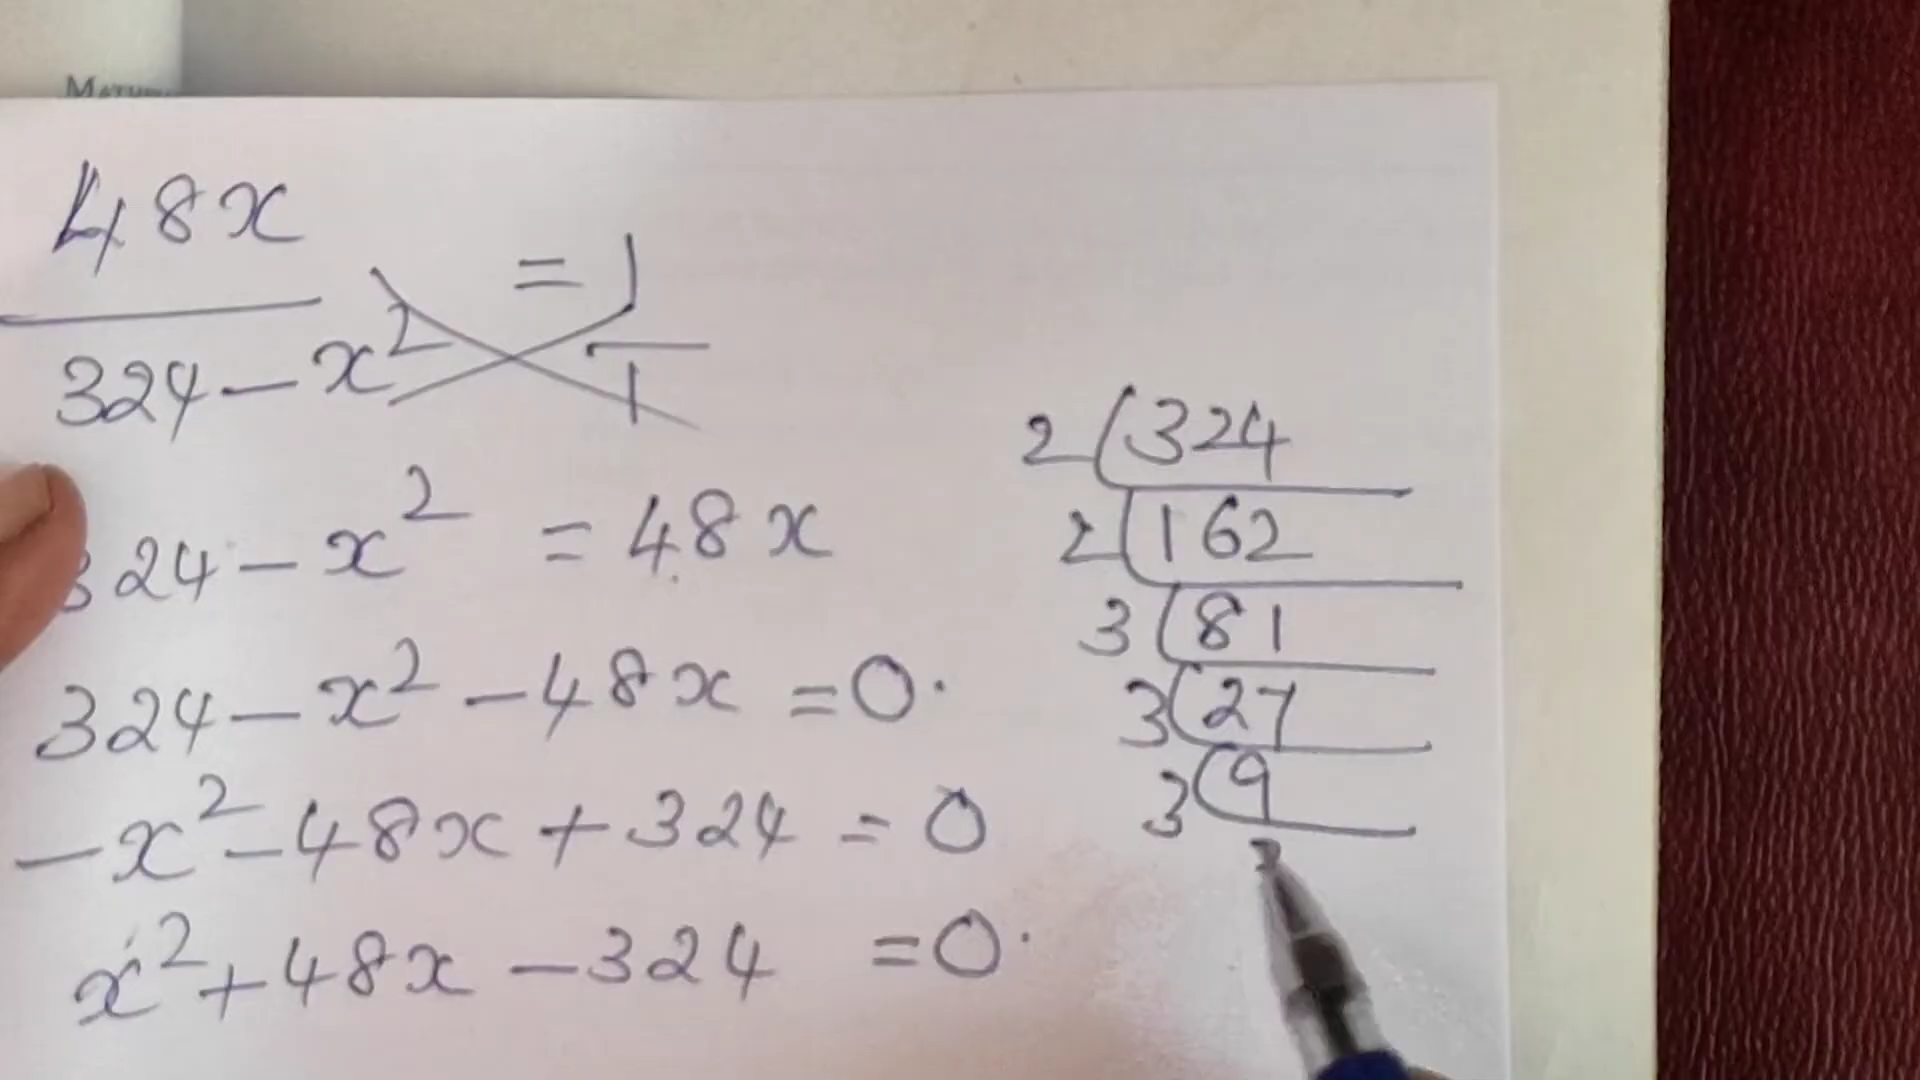 48x = 1
324 - x² 1
324 - x² = 48x
324 - x² - 48x = 0.
-x² - 48x + 324 = 0
x² + 48x - 324 = 0.
2 324
2 162
3 81
3 27
3 9
3